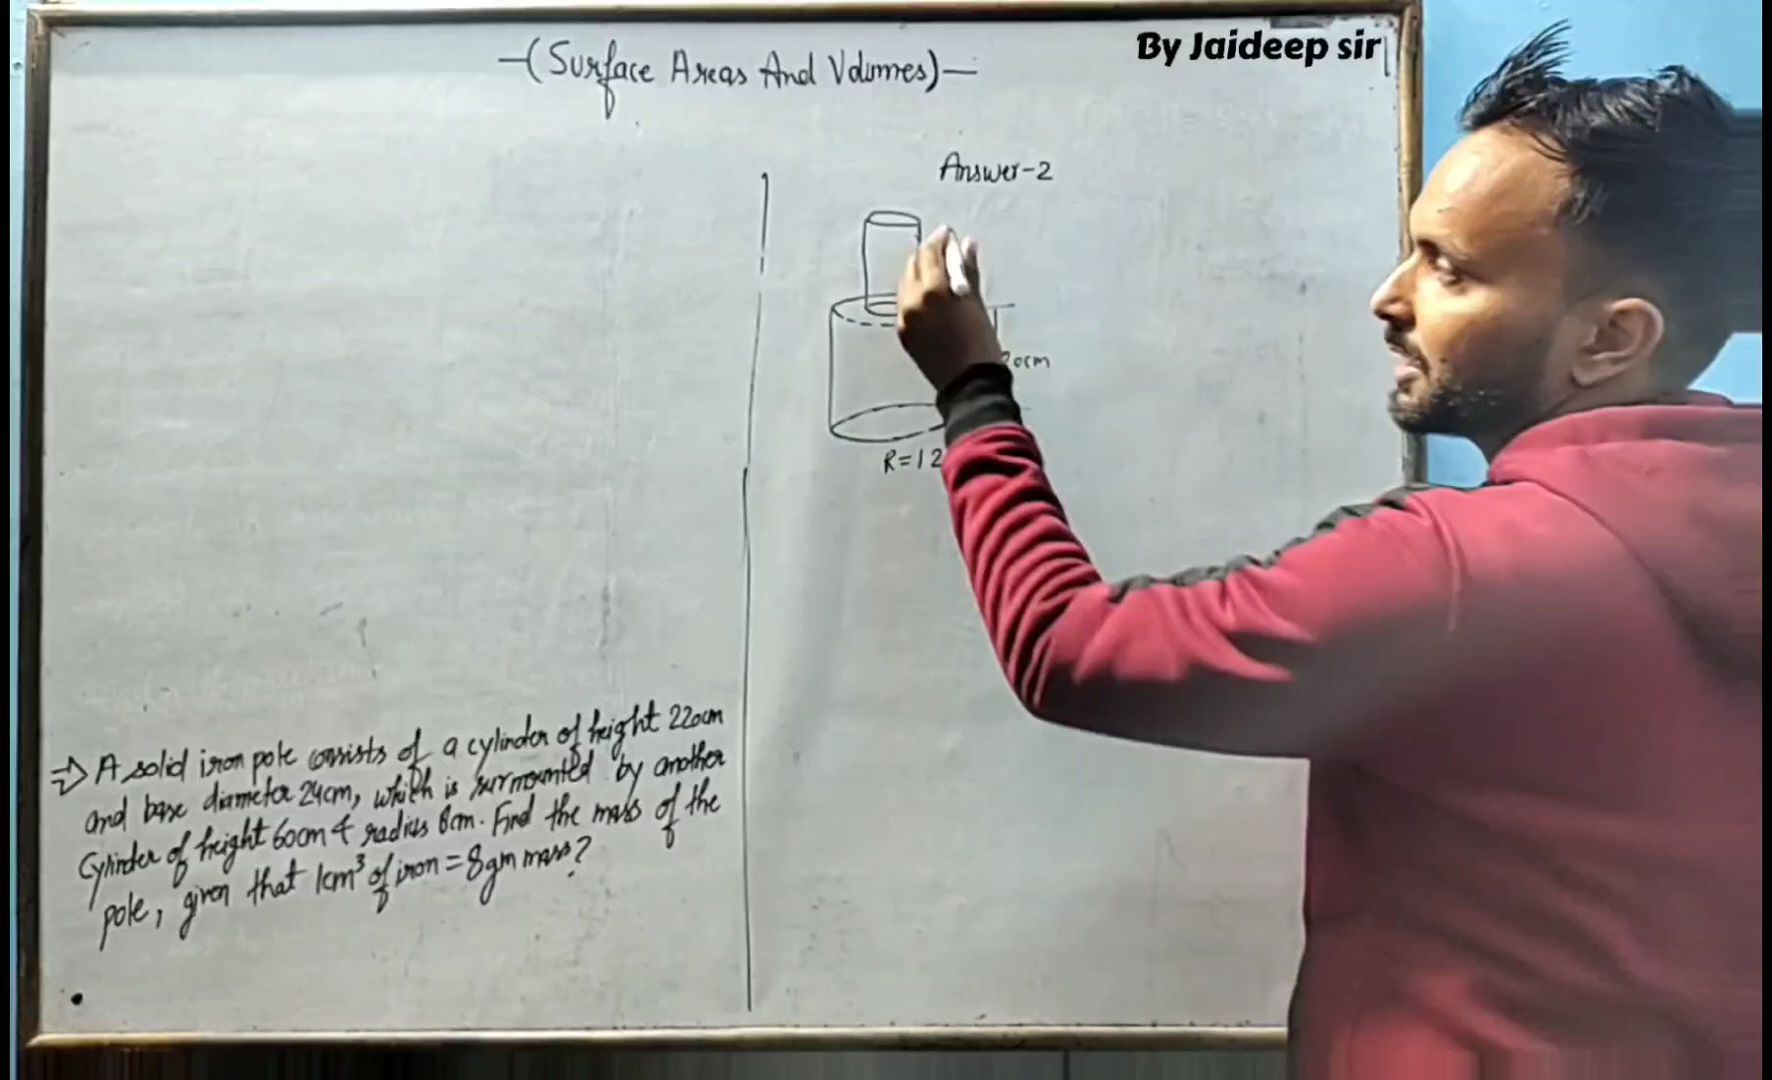 -(Surface Areas And Volumes)-
By Jaideep sir
Answer-2
0cm
R=12
⇒ A solid iron pole consists of a cylinder of height 220cm
and base diameter 24cm, which is surmounted by another
Cylinder of height 60cm & radius 8cm. Find the mass of the
pole, given that 1cm³ of iron = 8gm mass?